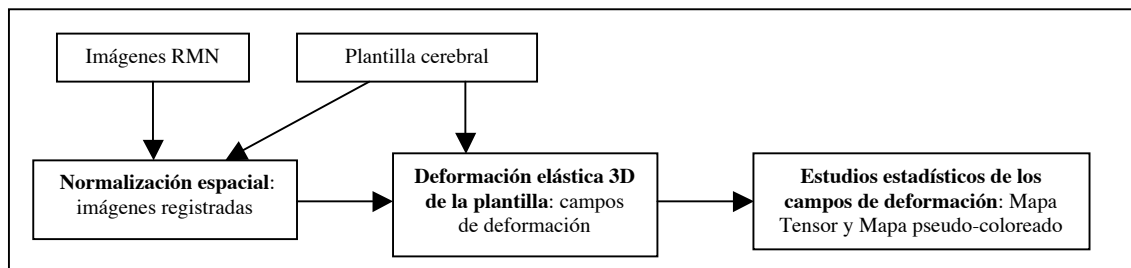 Imágenes RMN
Plantilla cerebral
Normalización espacial:
imágenes registradas
Deformación elástica 3D
de la plantilla: campos
de deformación
Estudios estadísticos de los
campos de deformación: Mapa
Tensor y Mapa pseudo-coloreado